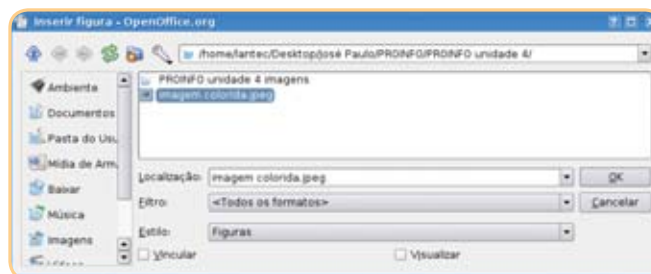 Inserir figura - OpenOffice.org
/home/lantec/Desktop/José Paulo/PROINFO/PROINFO unidade 4/
Ambiente
Documentos
Pasta do Usu
Mídia de Arm
Baixar
Música
Imagens
PROINFO unidade 4 imagens
imagem colorida.jpeg
Localização: imagem colorida.jpeg
OK
Filtro: <Todos os formatos>
Cancelar
Estilo: Figuras
Vincular
Visualizar